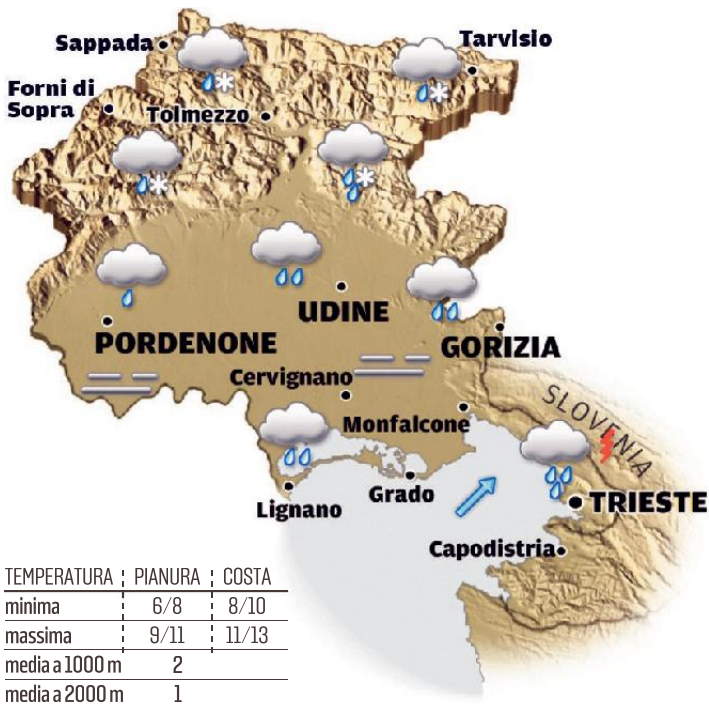 Sappada
Tarvisio
Forni di
Sopra
Tolmezzo
UDINE
PORDENONE
GORIZIA
Cervignano
SLOVENIA
Monfalcone
Lignano
Grado
TRIESTE
Capodistria
TEMPERATURA PIANURA COSTA
minima 6/8 8/10
massima 9/11 11/13
media a 1000 m 2
media a 2000 m 1